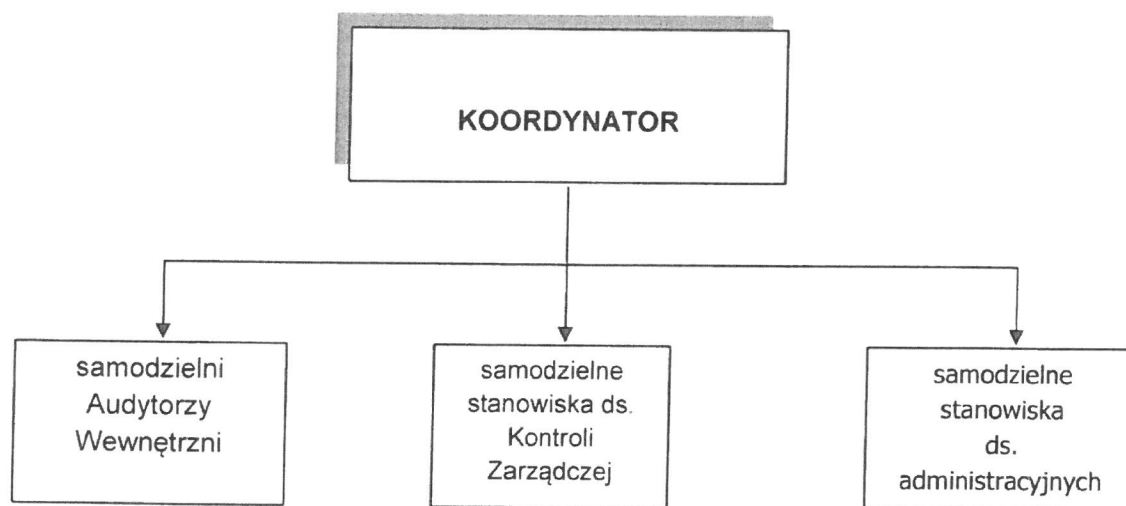 KOORDYNATOR
samodzielni
Audytorzy
Wewnętrzni
samodzielne
stanowiska ds.
Kontroli
Zarządczej
samodzielne
stanowiska
ds.
administracyjnych